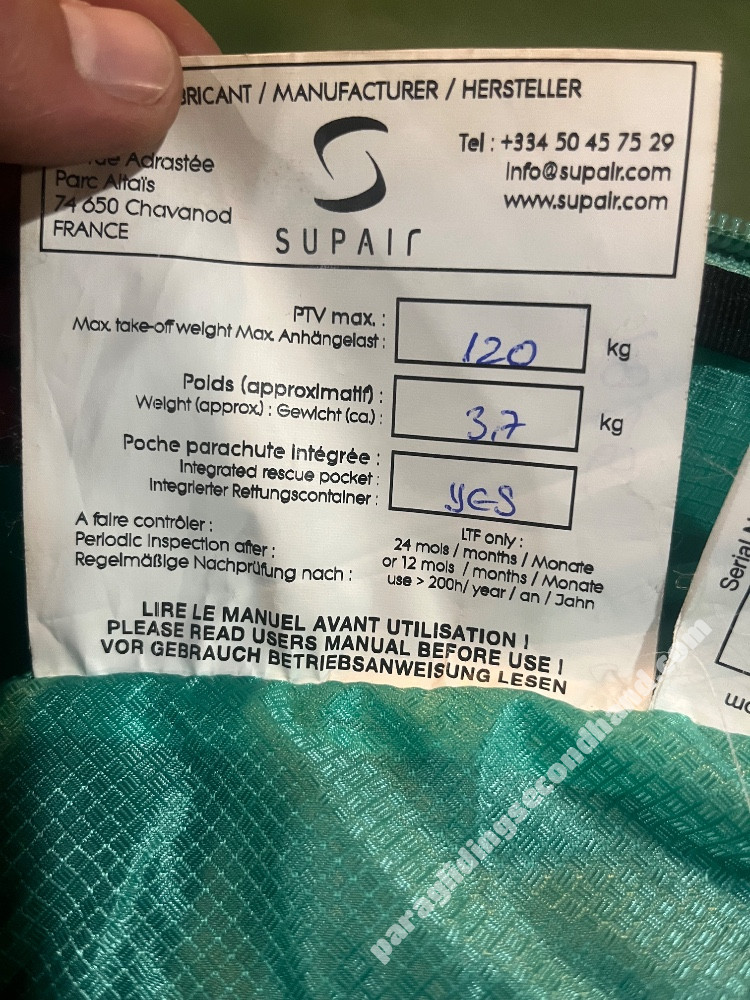 BRICANT / MANUFACTURER / HERSTELLER
Adrastée
Parc Altaïs
74 650 Chavanod
FRANCE
SUPAIR
Tel : +334 50 45 75 29
info@supair.com
www.supair.com
PTV max. :
Max. take-off weight Max. Anhängelast :
120 kg
Poids (approximatif) :
Weight (approx.) : Gewicht (ca.) :
3,7 kg
Poche parachute intégrée :
Integrated rescue pocket :
Integrierter Rettungscontainer :
YES
A faire contrôler :
Periodic Inspection after :
Regelmäßige Nachprüfung nach :
LTF only :
24 mois / months / Monate
or 12 mois / months / Monate
use > 200h/ year / an / Jahn
LIRE LE MANUEL AVANT UTILISATION !
PLEASE READ USERS MANUAL BEFORE USE !
VOR GEBRAUCH BETRIEBSANWEISUNG LESEN
Serial
paraglidingsecondhand.com